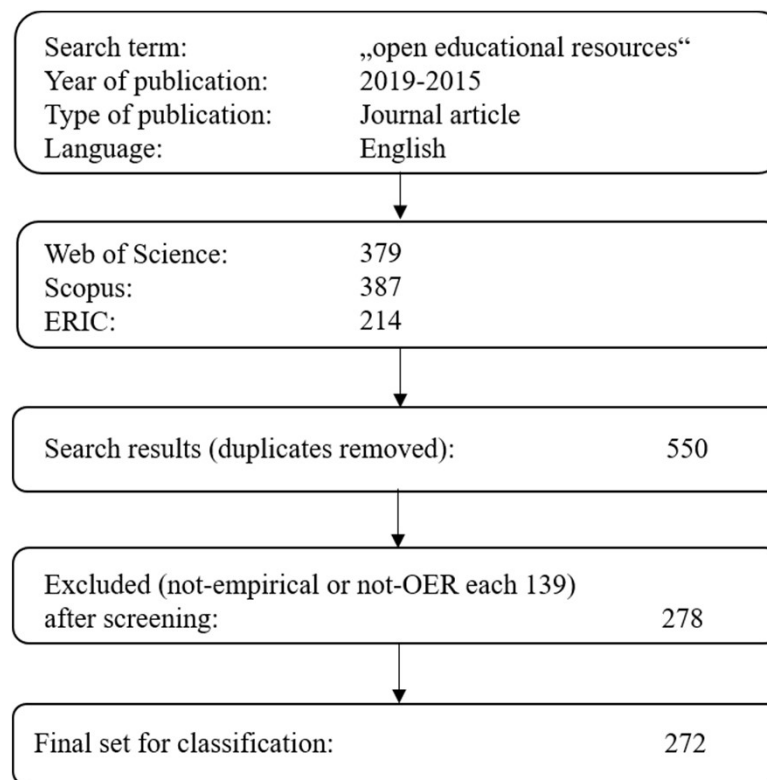 Search term: „open educational resources“
Year of publication: 2019-2015
Type of publication: Journal article
Language: English
Web of Science: 379
Scopus: 387
ERIC: 214
Search results (duplicates removed): 550
Excluded (not-empirical or not-OER each 139)
after screening: 278
Final set for classification: 272